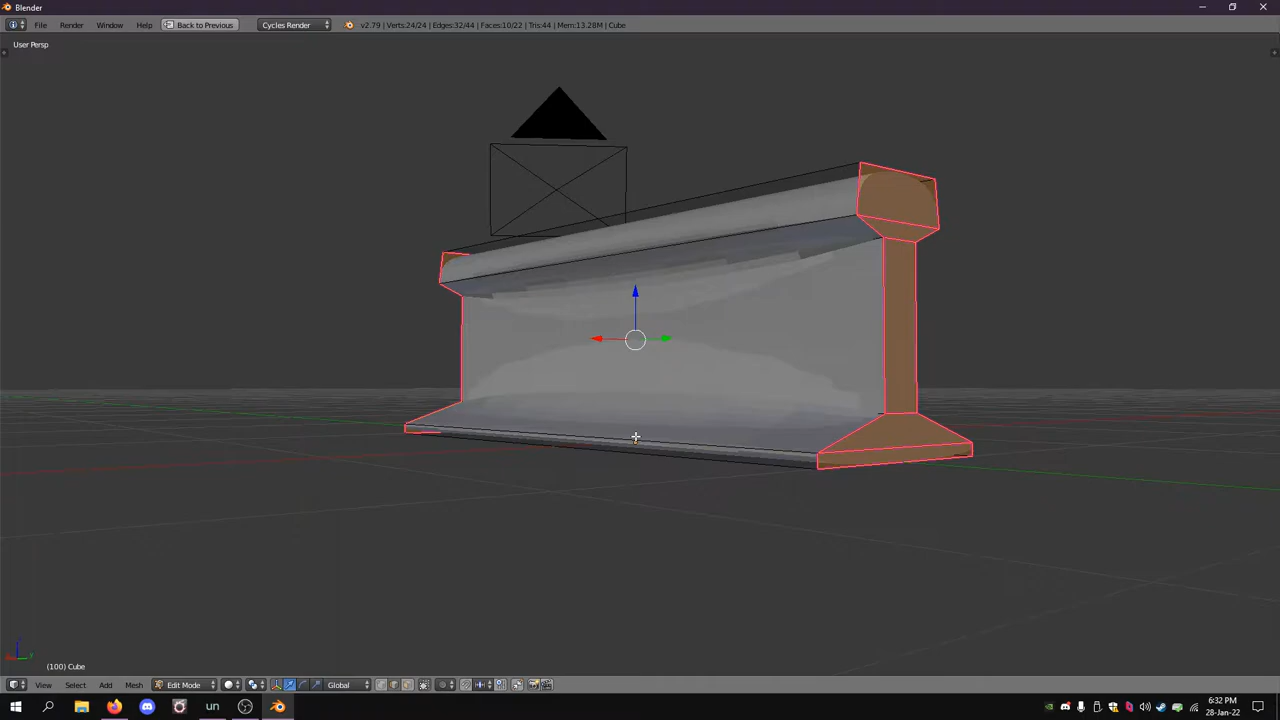 Blender
File Render Window Help Back to Previous Cycles Render v2.79 | Verts:24/24 | Edges:32/44 | Faces:10/22 | Tris:44 | Mem:13.28M | Cube
User Persp
(100) Cube
View Select Add Mesh Edit Mode Global
un
6:32 PM
28-Jan-22